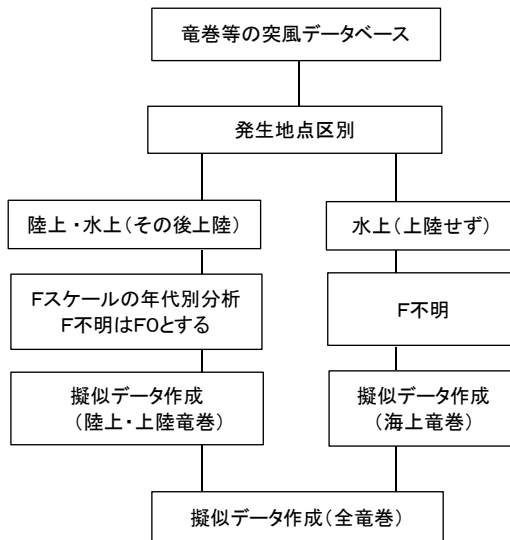 竜巻等の突風データベース
発生地点区別
陸上・水上(その後上陸)
水上(上陸せず)
Fスケールの年代別分析
F不明はF0とする
F不明
擬似データ作成
(陸上・上陸竜巻)
擬似データ作成
(海上竜巻)
擬似データ作成(全竜巻)